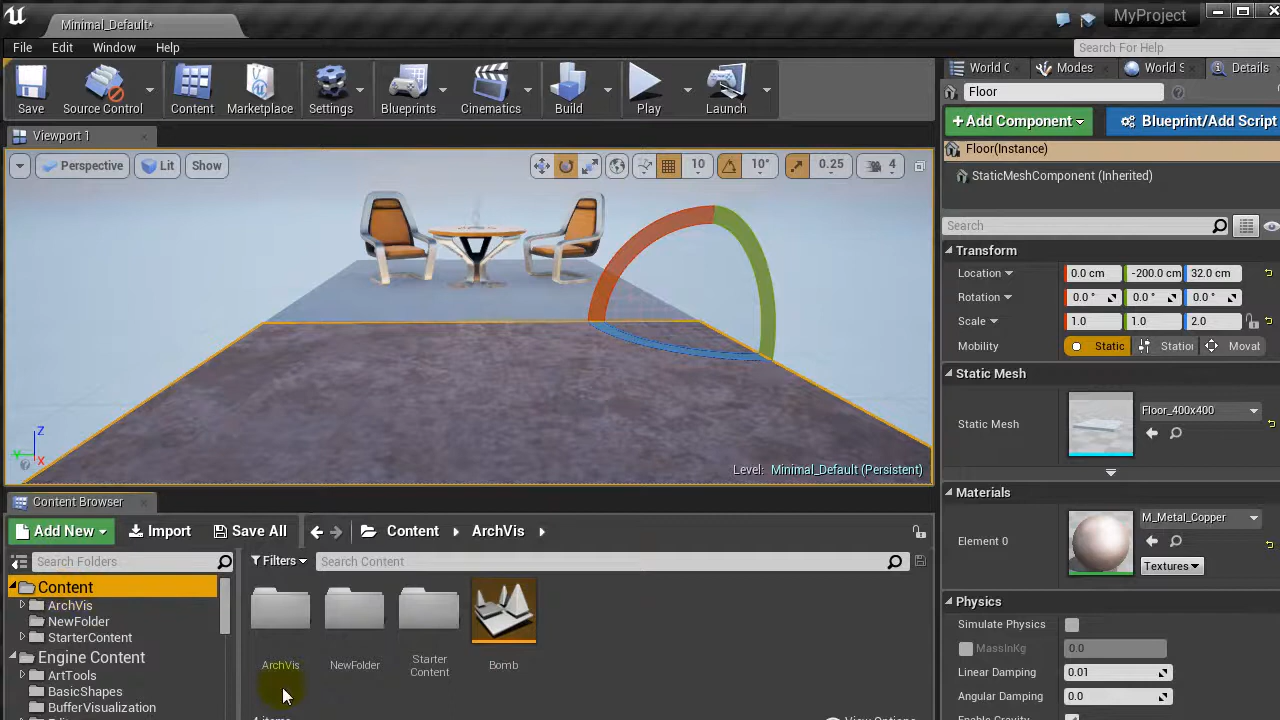 Minimal_Default*
MyProject
File Edit Window Help
Search For Help
Save Source Control Content Marketplace Settings Blueprints Cinematics Build Play Launch
World Modes World S Details
Floor
Add Component Blueprint/Add Script
Viewport 1
Floor(Instance)
Perspective Lit Show 10 10° 0.25 4
StaticMeshComponent (Inherited)
Search
Transform
Location 0.0 cm -200.0 cm 32.0 cm
Rotation 0.0 ° 0.0 ° 0.0 °
Scale 1.0 1.0 2.0
Mobility Static Statio Moval
Static Mesh
Static Mesh Floor_400x400
Z
Y
X
Level: Minimal_Default (Persistent)
Content Browser
Materials
Add New Import Save All Content ArchVis
Element 0 M_Metal_Copper
Textures
Search Folders Filters Search Content
Content
ArchVis
NewFolder
StarterContent
Engine Content
ArtTools
BasicShapes
BufferVisualization
ArchVis NewFolder Starter Content Bomb
Physics
Simulate Physics
MassInKg 0.0
Linear Damping 0.01
Angular Damping 0.0